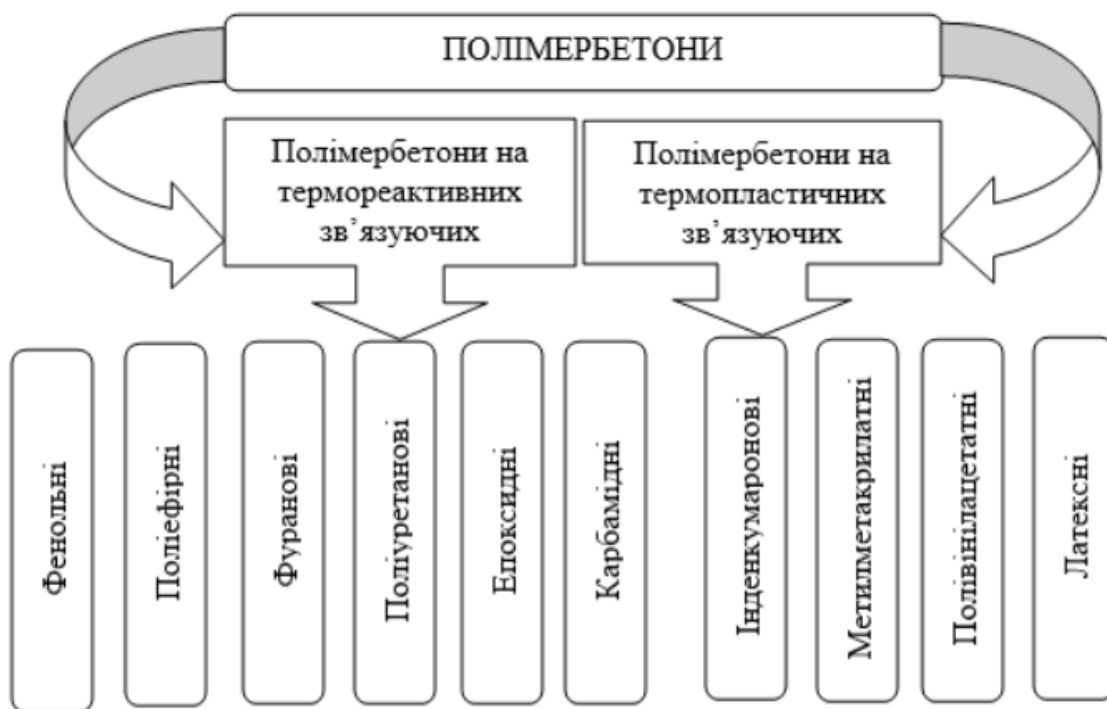 ПОЛІМЕРБЕТОНИ
Полімербетони на
термореактивних
зв’язуючих
Полімербетони на
термопластичних
зв’язуючих
Фенольні
Поліефірні
Фуранові
Поліуретанові
Епоксидні
Карбамідні
Інденкумаронові
Метилметакрилатні
Полівінілацетатні
Латексні